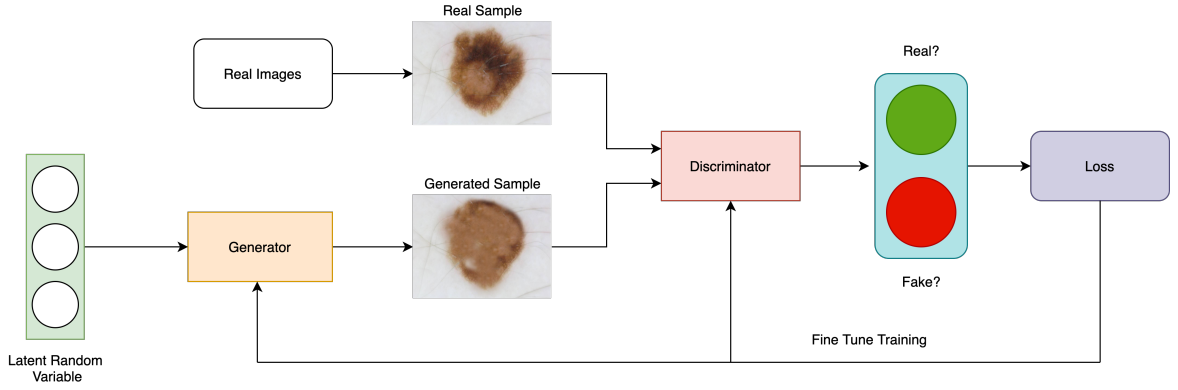 Real Sample
Real Images
Real?
Discriminator
Loss
Generated Sample
Generator
Fake?
Fine Tune Training
Latent Random
Variable